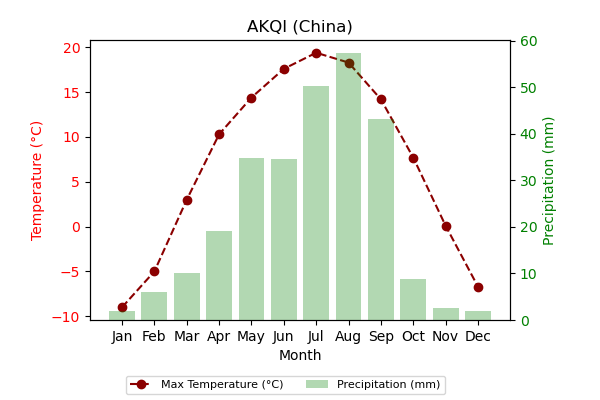 AKQI (China)
20
15
10
5
0
−5
−10
Temperature (°C)
60
50
40
30
20
10
0
Precipitation (mm)
Jan Feb Mar Apr May Jun Jul Aug Sep Oct Nov Dec
Month
Max Temperature (°C) Precipitation (mm)